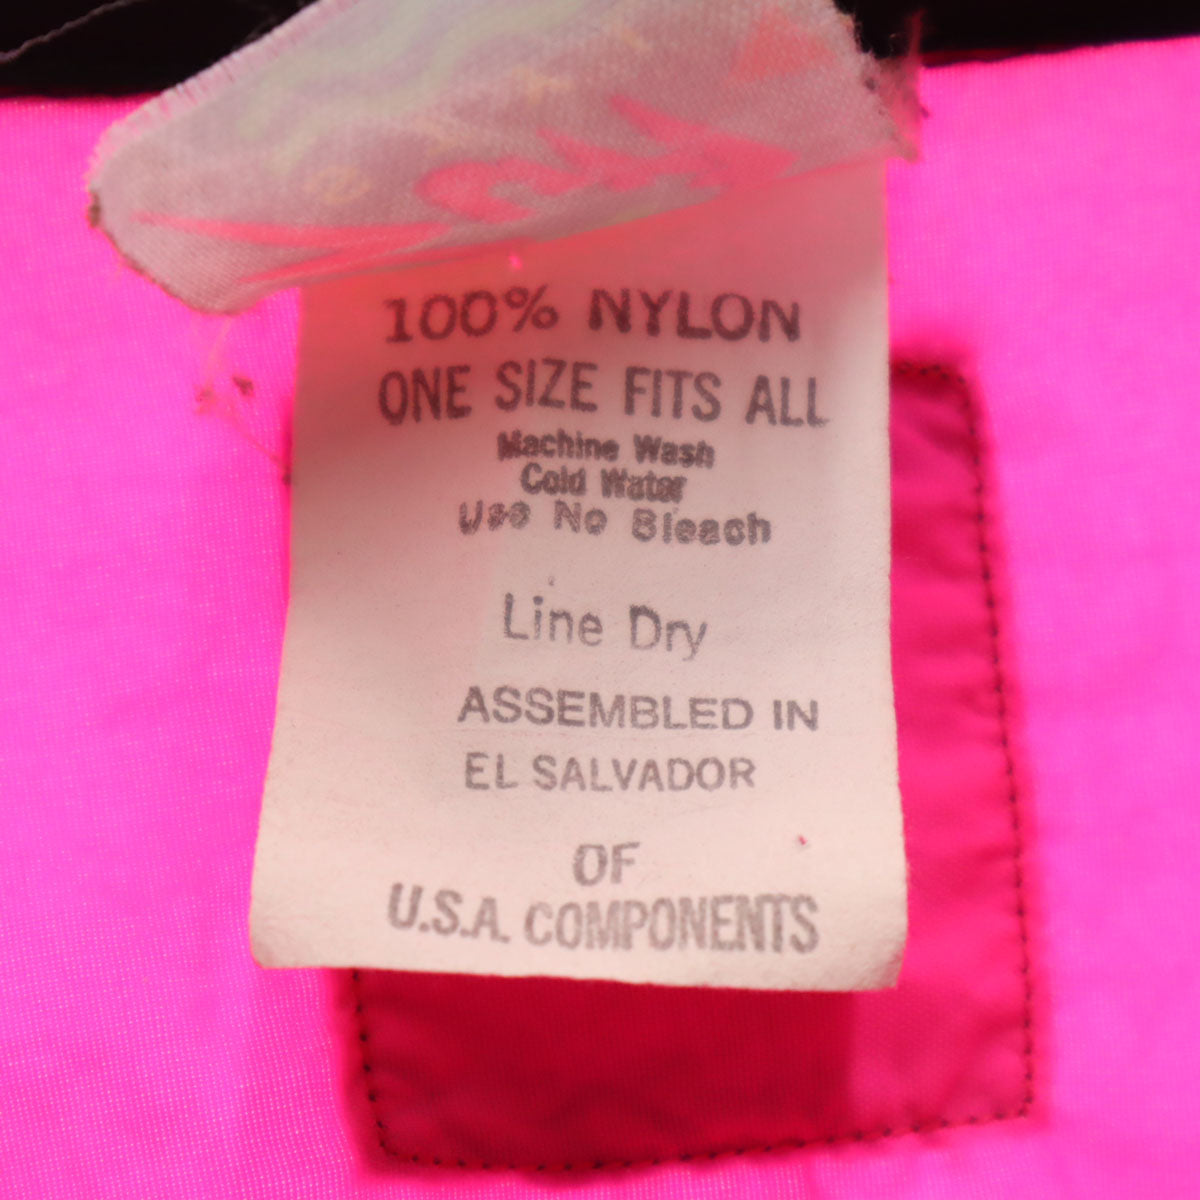 100% NYLON
ONE SIZE FITS ALL
Machine Wash
Cold Water
Use No Bleach
Line Dry
ASSEMBLED IN
EL SALVADOR
OF
U.S.A. COMPONENTS